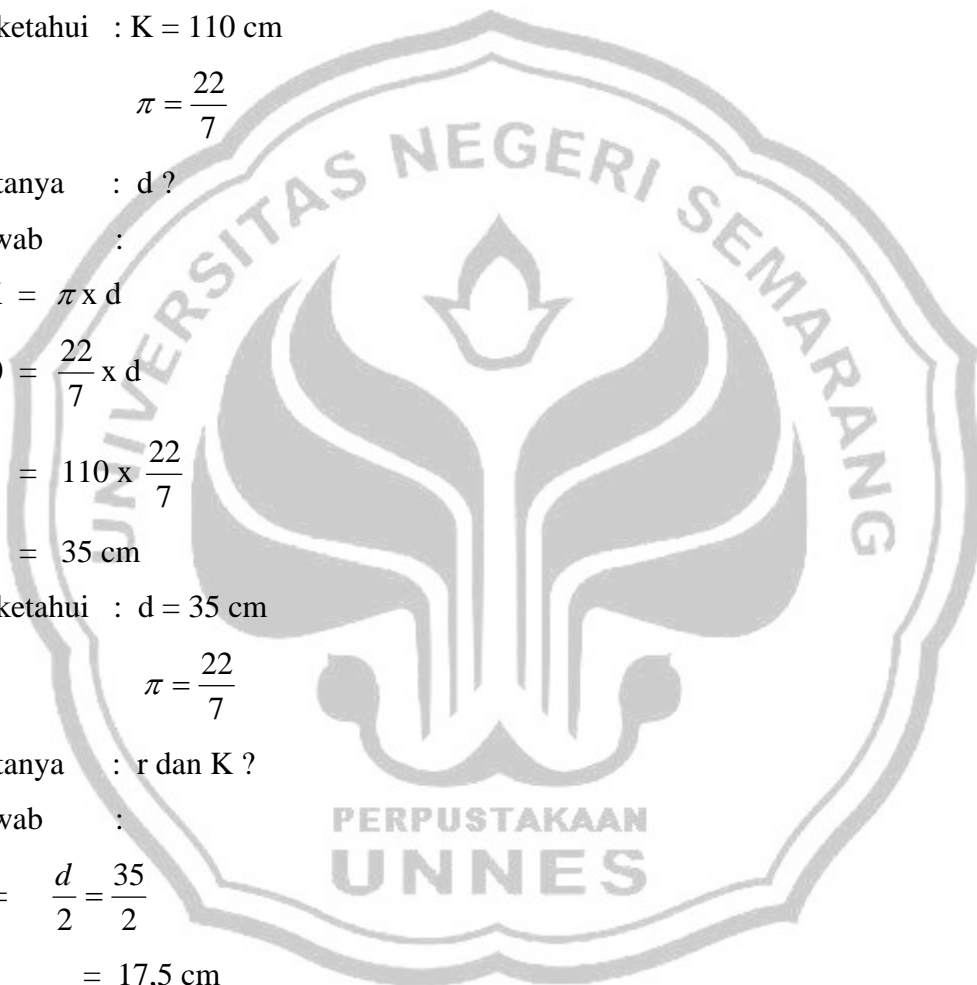 ketahui : K = 110 cm
π = 22/7
tanya : d ?
wab :
= π x d
= 22/7 x d
= 110 x 22/7
= 35 cm
ketahui : d = 35 cm
π = 22/7
tanya : r dan K ?
wab :
= d/2 = 35/2
= 17,5 cm
UNIVERSITAS NEGERI SEMARANG
PERPUSTAKAAN
UNNES